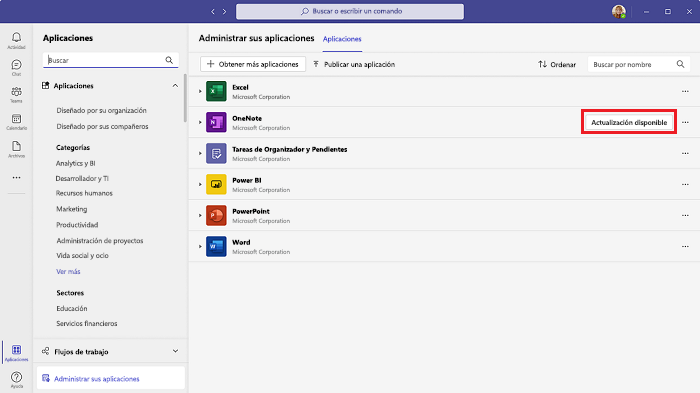 Buscar o escribir un comando
Actividad
Chat
Teams
Calendario
Archivos
Aplicaciones
Ayuda
Aplicaciones
Buscar
Aplicaciones
Diseñado por su organización
Diseñado por sus compañeros
Categorías
Analytics y BI
Desarrollador y TI
Recursos humanos
Marketing
Productividad
Administración de proyectos
Vida social y ocio
Ver más
Sectores
Educación
Servicios financieros
Flujos de trabajo
Administrar sus aplicaciones
Administrar sus aplicaciones Aplicaciones
Obtener más aplicaciones Publicar una aplicación Ordenar Buscar por nombre
Excel
Microsoft Corporation
OneNote
Microsoft Corporation
Actualización disponible
Tareas de Organizador y Pendientes
Microsoft Corporation
Power BI
Microsoft Corporation
PowerPoint
Microsoft Corporation
Word
Microsoft Corporation